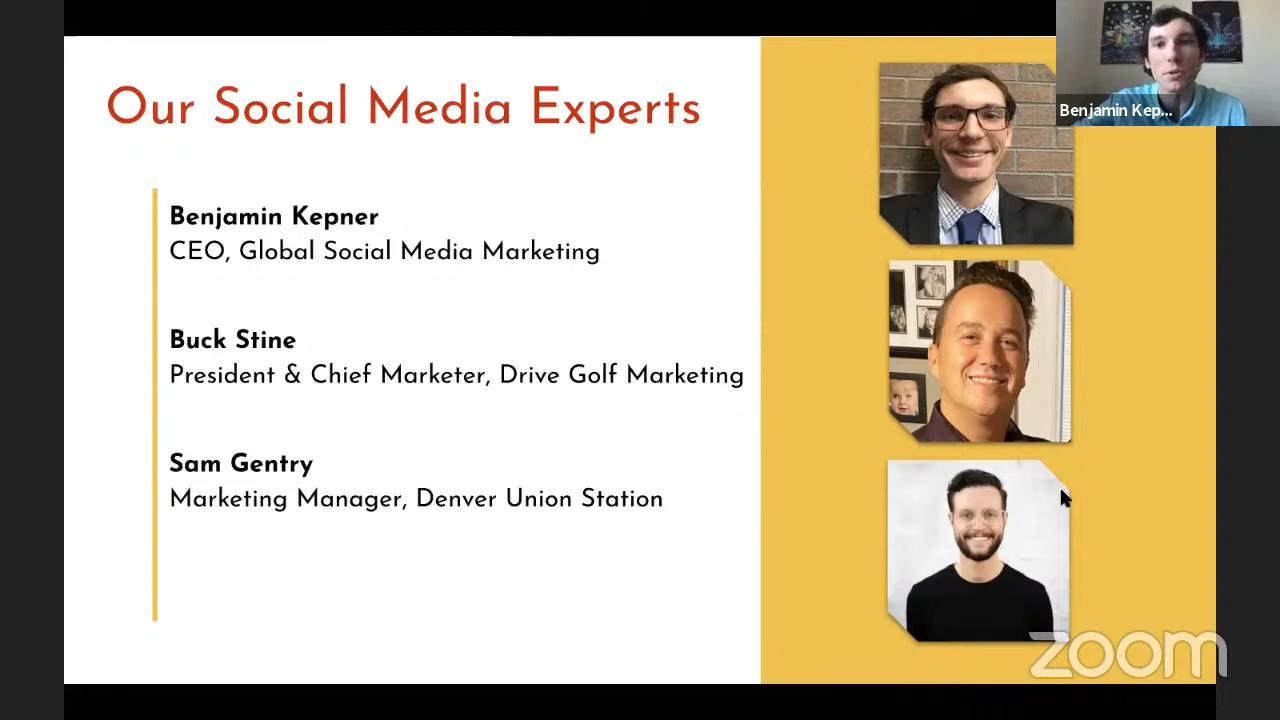 Our Social Media Experts
Benjamin Kepner
CEO, Global Social Media Marketing
Buck Stine
President & Chief Marketer, Drive Golf Marketing
Sam Gentry
Marketing Manager, Denver Union Station
Benjamin Kep...
zoom